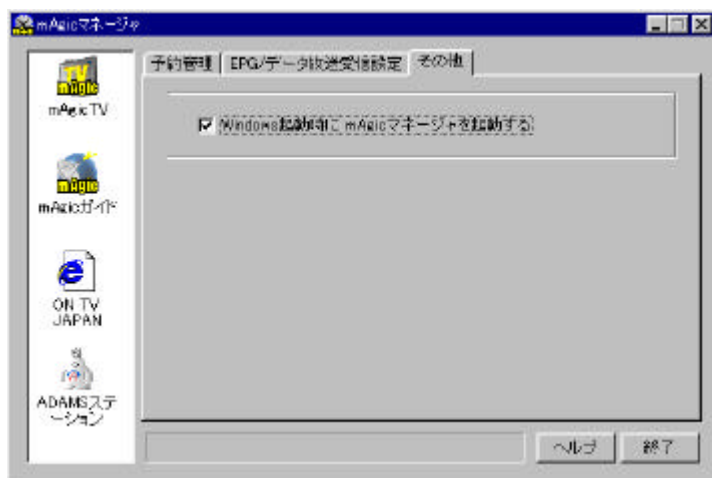 mAgicマネージャ
予約管理
EPG/データ放送受信設定
その他
Windows起動時に mAgicマネージャを起動する
TV
mAgic
mAgicTV
mAgic
mAgicガイド
ON TV
JAPAN
ADAMSステ
ーション
ヘルプ
終了